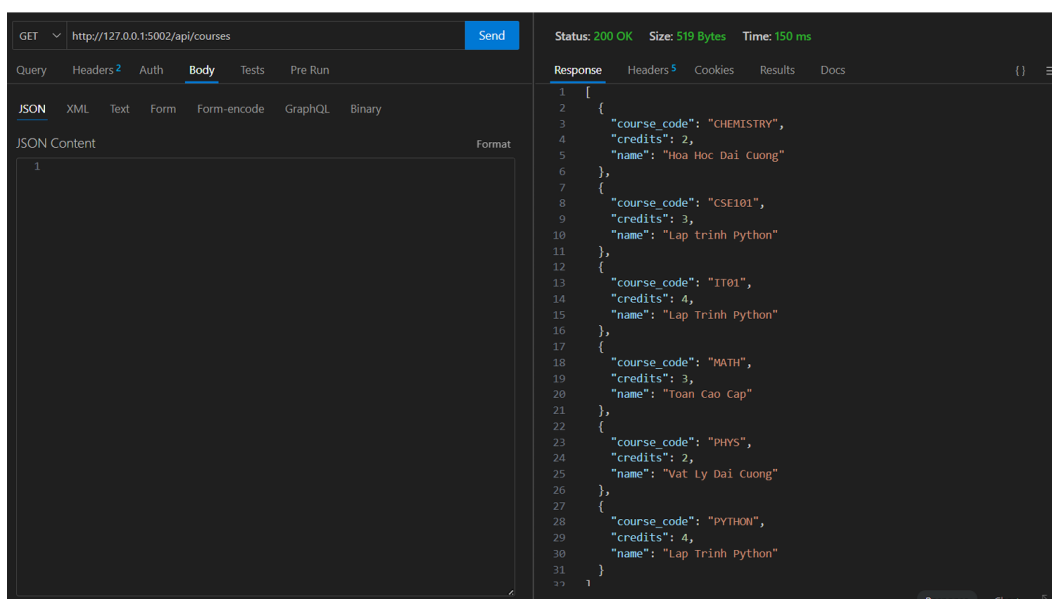 GET http://127.0.0.1:5002/api/courses Send
Query Headers 2 Auth Body Tests Pre Run
JSON XML Text Form Form-encode GraphQL Binary
JSON Content Format
1
Status: 200 OK Size: 519 Bytes Time: 150 ms
Response Headers 5 Cookies Results Docs {}
1 [
2 {
3 "course_code": "CHEMISTRY",
4 "credits": 2,
5 "name": "Hoa Hoc Dai Cuong"
6 },
7 {
8 "course_code": "CSE101",
9 "credits": 3,
10 "name": "Lap trinh Python"
11 },
12 {
13 "course_code": "IT01",
14 "credits": 4,
15 "name": "Lap Trinh Python"
16 },
17 {
18 "course_code": "MATH",
19 "credits": 3,
20 "name": "Toan Cao Cap"
21 },
22 {
23 "course_code": "PHYS",
24 "credits": 2,
25 "name": "Vat Ly Dai Cuong"
26 },
27 {
28 "course_code": "PYTHON",
29 "credits": 4,
30 "name": "Lap Trinh Python"
31 }
32 ]